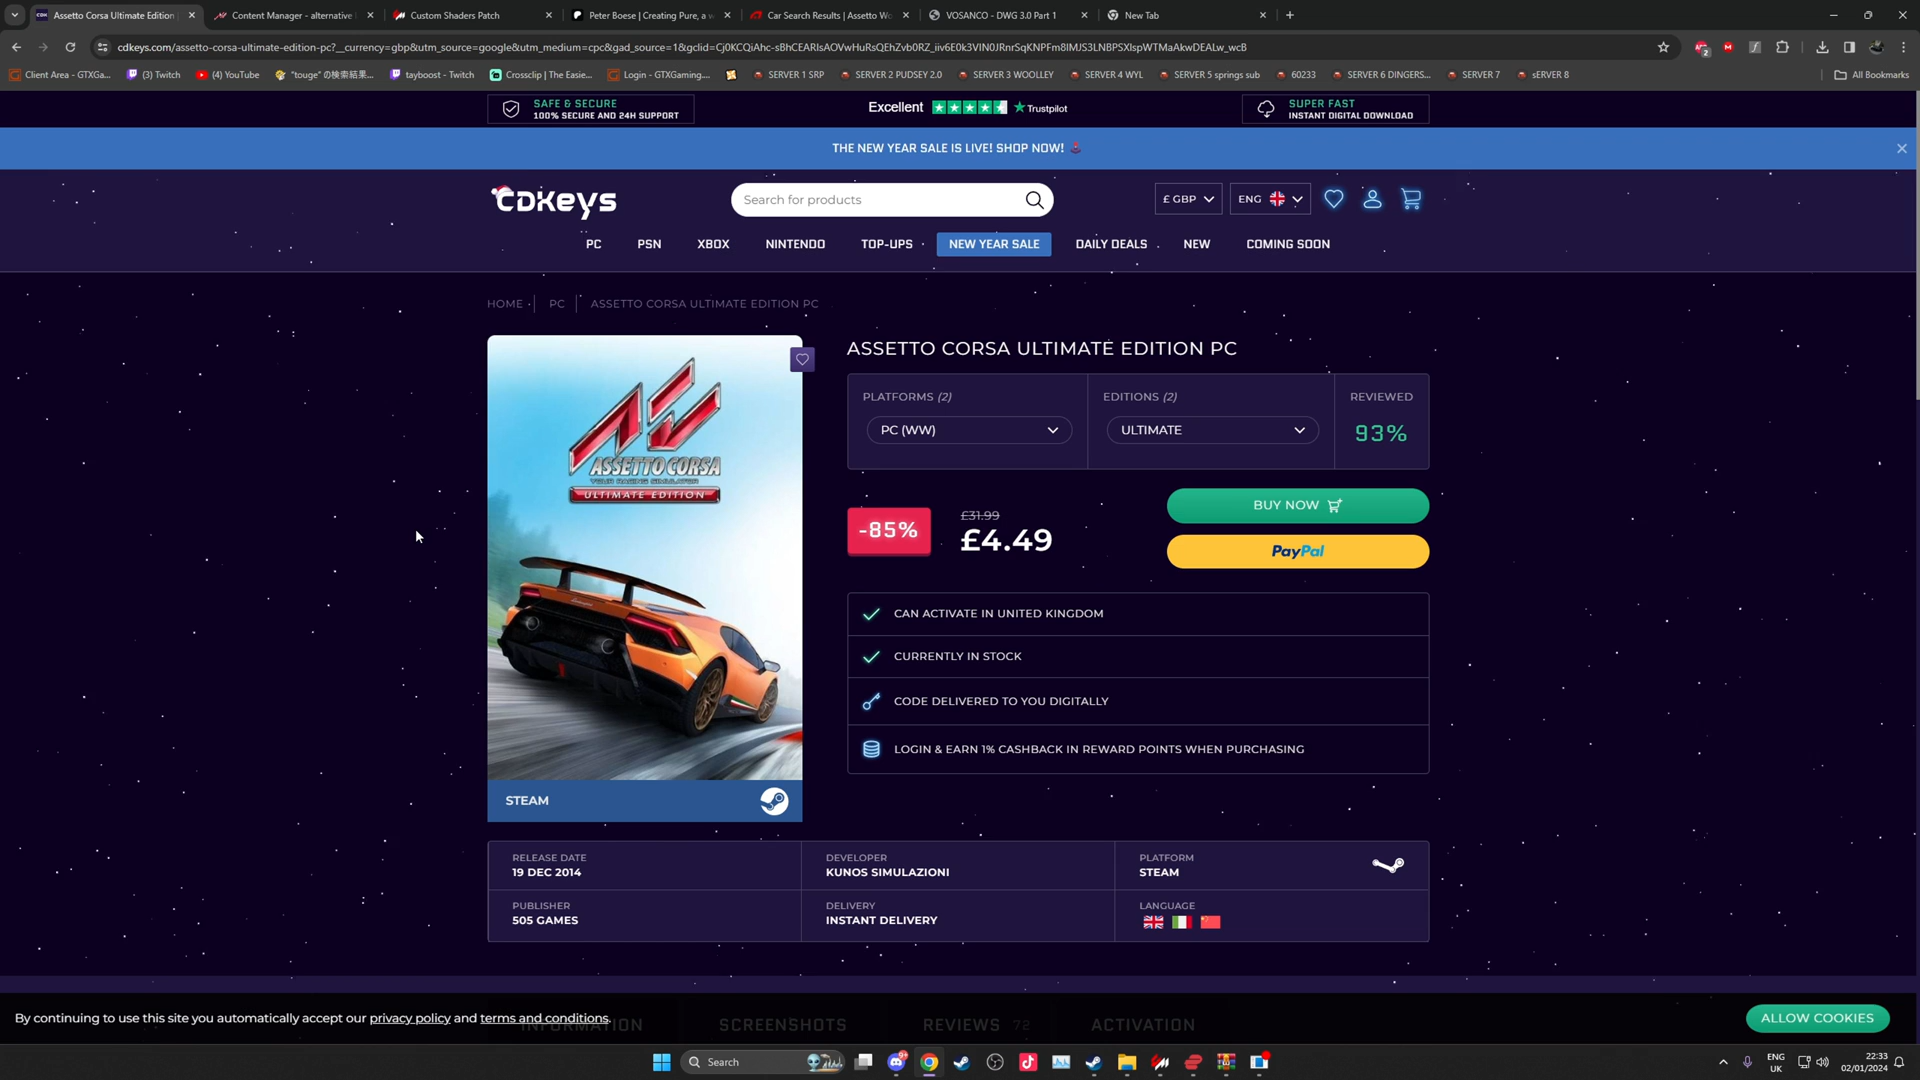 Assetto Corsa Ultimate Edition
Content Manager - alternative
Custom Shaders Patch
Peter Boese | Creating Pure, a w
Car Search Results | Assetto Wo
VOSANCO - DWG 3.0 Part 1
New Tab
cdkeys.com/assetto-corsa-ultimate-edition-pc?__currency=gbp&utm_source=google&utm_medium=cpc&gad_source=1&gclid=Cj0KCQiAhc-sBhCEARIsAOVwHuRsQEhZvb0RZ_iiv6E0k3VIN0JRnrSqKNPFm8IMJS3LNBPSXlspWTMaAkwDEALw_wcB
Client Area - GTXGa...
(3) Twitch
(4) YouTube
"touge" の検索結果...
tayboost - Twitch
Crossclip | The Easie...
Login - GTXGaming....
SERVER 1 SRP
SERVER 2 PUDSEY 2.0
SERVER 3 WOOLLEY
SERVER 4 WYL
SERVER 5 springs sub
60233
SERVER 6 DINGERS...
SERVER 7
sERVER 8
All Bookmarks
SAFE & SECURE
100% SECURE AND 24H SUPPORT
Excellent
Trustpilot
SUPER FAST
INSTANT DIGITAL DOWNLOAD
THE NEW YEAR SALE IS LIVE! SHOP NOW!
CDKeys
Search for products
£ GBP
ENG
PC
PSN
XBOX
NINTENDO
TOP-UPS
NEW YEAR SALE
DAILY DEALS
NEW
COMING SOON
HOME
PC
ASSETTO CORSA ULTIMATE EDITION PC
ASSETTO CORSA
YOUR RACING SIMULATOR
ULTIMATE EDITION
STEAM
ASSETTO CORSA ULTIMATE EDITION PC
PLATFORMS (2)
PC (WW)
EDITIONS (2)
ULTIMATE
REVIEWED
93%
-85%
£31.99
£4.49
BUY NOW
PayPal
CAN ACTIVATE IN UNITED KINGDOM
CURRENTLY IN STOCK
CODE DELIVERED TO YOU DIGITALLY
LOGIN & EARN 1% CASHBACK IN REWARD POINTS WHEN PURCHASING
RELEASE DATE
19 DEC 2014
DEVELOPER
KUNOS SIMULAZIONI
PLATFORM
STEAM
PUBLISHER
505 GAMES
DELIVERY
INSTANT DELIVERY
LANGUAGE
By continuing to use this site you automatically accept our privacy policy and terms and conditions.
INFORMATION
SCREENSHOTS
REVIEWS 72
ACTIVATION
ALLOW COOKIES
Search
ENG
UK
22:33
02/01/2024